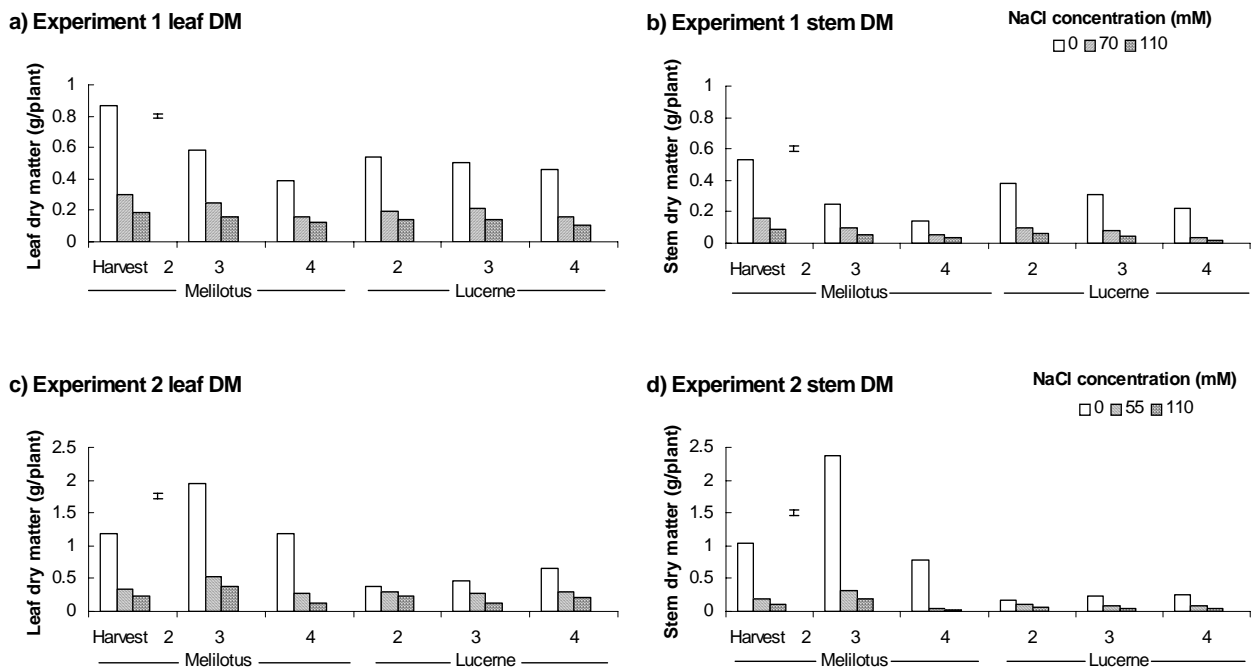 a) Experiment 1 leaf DM
Leaf dry matter (g/plant)
1
0.8
0.6
0.4
0.2
0
Harvest 2 3 4 2 3 4
Melilotus Lucerne
b) Experiment 1 stem DM
NaCl concentration (mM)
0 70 110
Stem dry matter (g/plant)
1
0.8
0.6
0.4
0.2
0
Harvest 2 3 4 2 3 4
Melilotus Lucerne
c) Experiment 2 leaf DM
Leaf dry matter (g/plant)
2.5
2
1.5
1
0.5
0
Harvest 2 3 4 2 3 4
Melilotus Lucerne
d) Experiment 2 stem DM
NaCl concentration (mM)
0 55 110
Stem dry matter (g/plant)
2.5
2
1.5
1
0.5
0
Harvest 2 3 4 2 3 4
Melilotus Lucerne